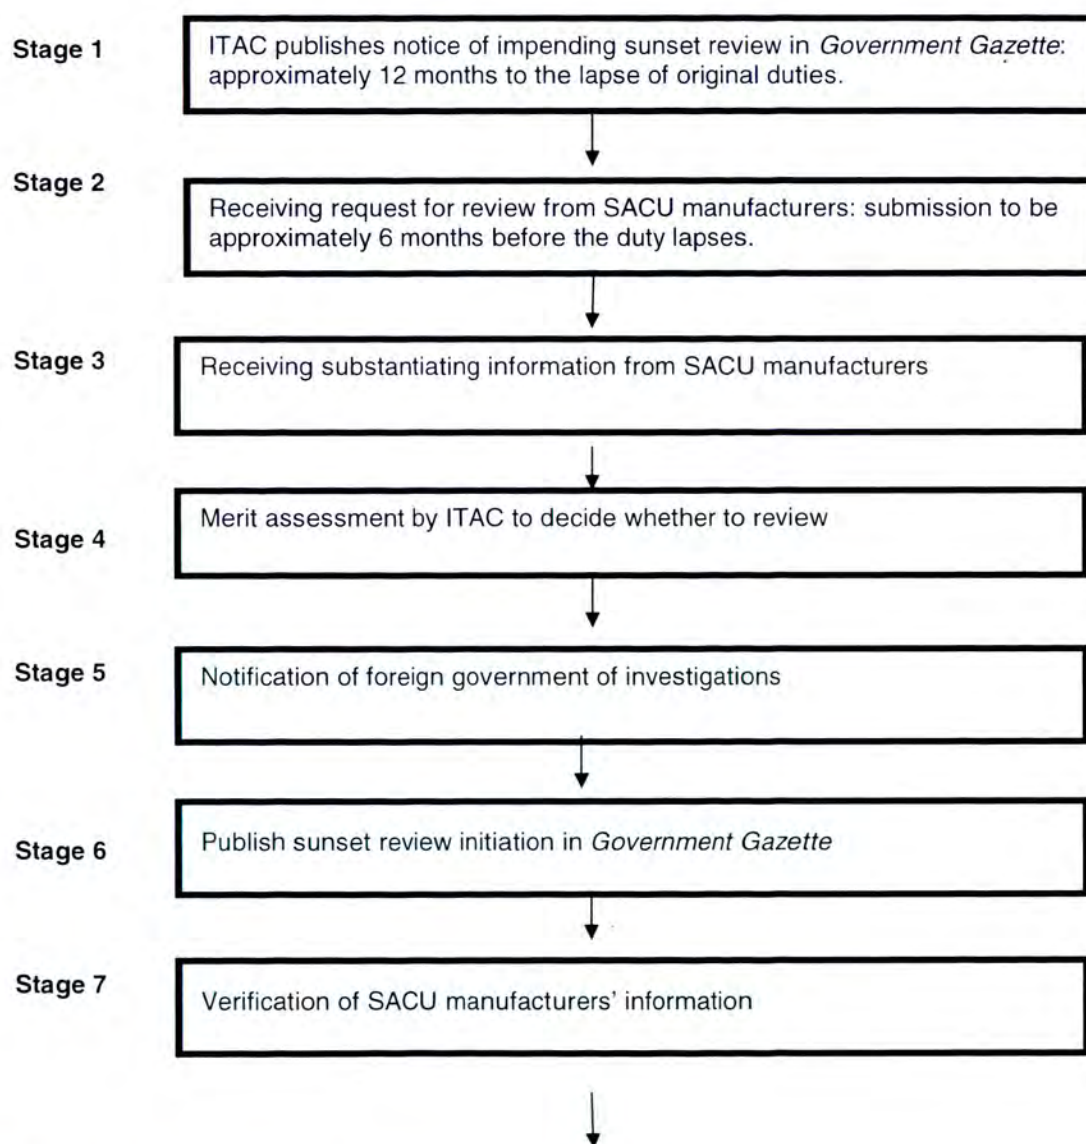 Stage 1
ITAC publishes notice of impending sunset review in Government Gazette:
approximately 12 months to the lapse of original duties.
Stage 2
Receiving request for review from SACU manufacturers: submission to be
approximately 6 months before the duty lapses.
Stage 3
Receiving substantiating information from SACU manufacturers
Stage 4
Merit assessment by ITAC to decide whether to review
Stage 5
Notification of foreign government of investigations
Stage 6
Publish sunset review initiation in Government Gazette
Stage 7
Verification of SACU manufacturers’ information